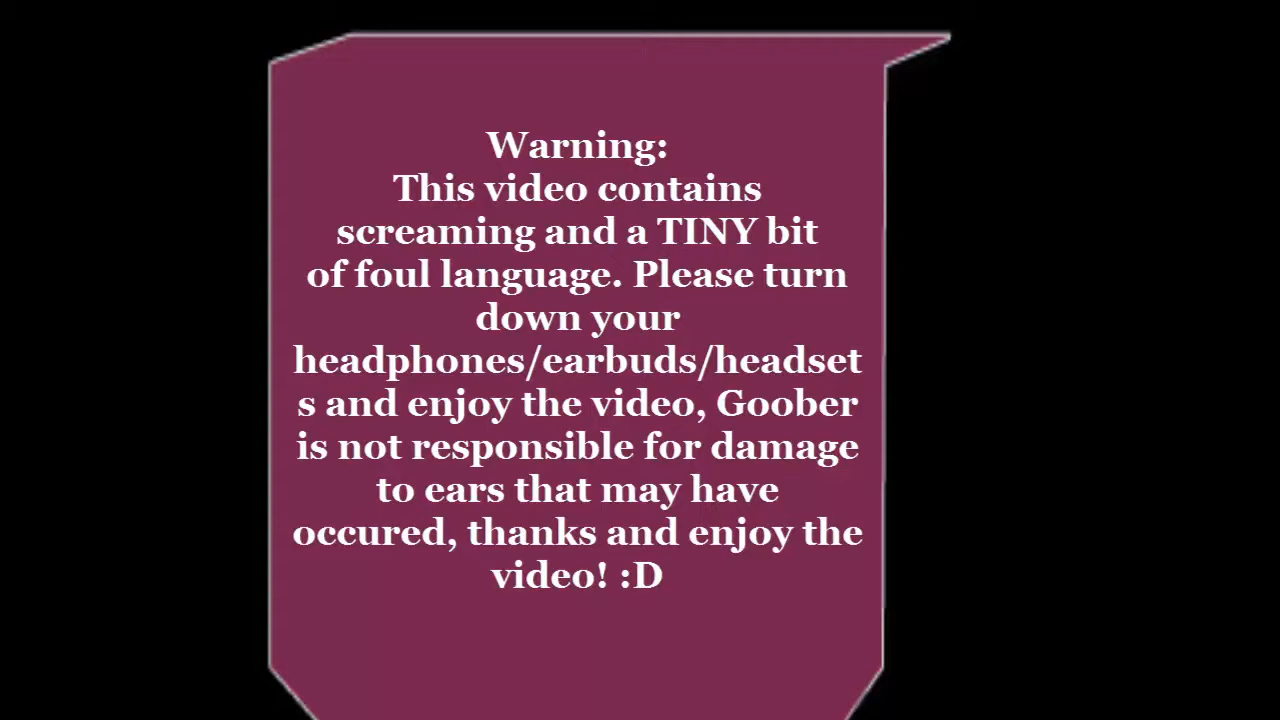 Warning:
This video contains
screaming and a TINY bit
of foul language. Please turn
down your
headphones/earbuds/headset
s and enjoy the video, Goober
is not responsible for damage
to ears that may have
occured, thanks and enjoy the
video! :D